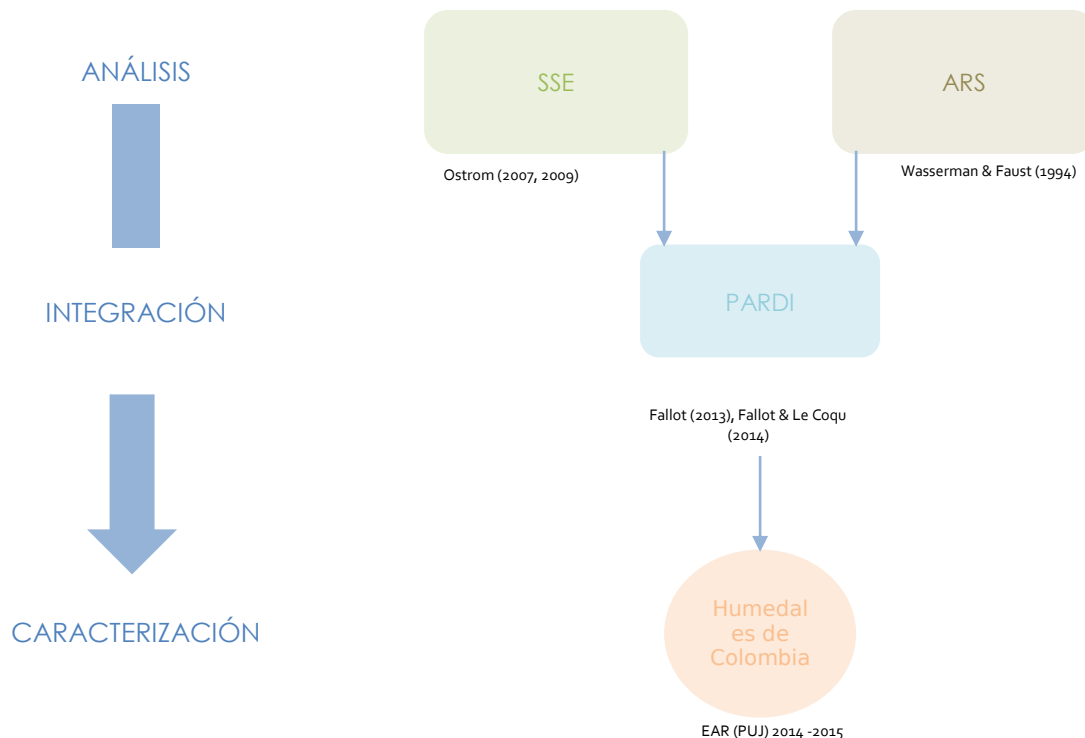 ANÁLISIS
SSE
ARS
Ostrom (2007, 2009)
Wasserman & Faust (1994)
INTEGRACIÓN
PARDI
Fallot (2013), Fallot & Le Coqu
(2014)
Humedal
es de
Colombia
CARACTERIZACIÓN
EAR (PUJ) 2014 -2015